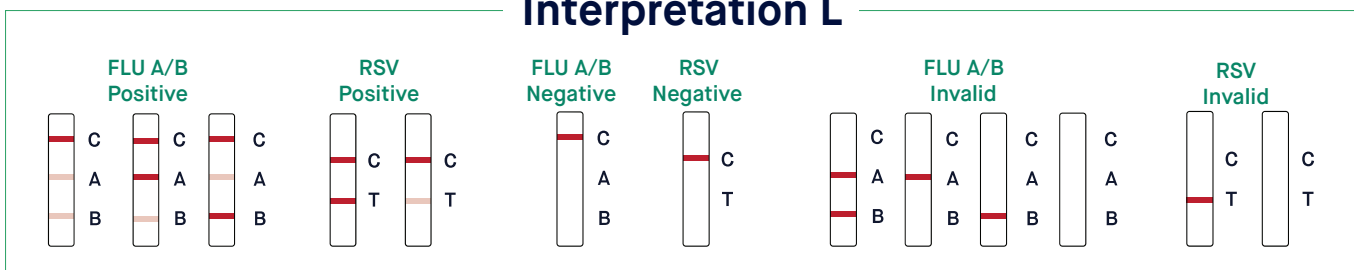 Interpretation L
FLU A/B
Positive
RSV
Positive
FLU A/B
Negative
RSV
Negative
FLU A/B
Invalid
RSV
Invalid
C C C
A A A
B B B
C C
T T
C
A
B
C
T
C C C C
A A A A
B B B B
C C
T T